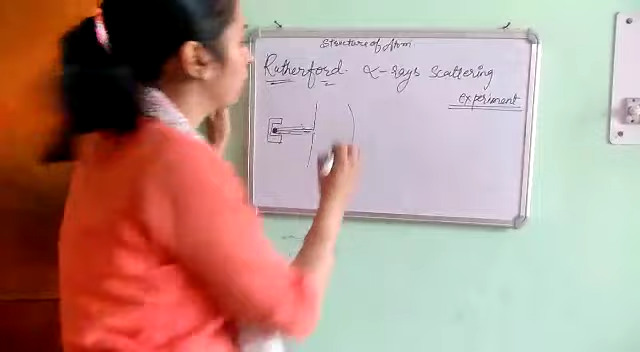 Structure of Atom
Rutherford α-rays scattering
experiment